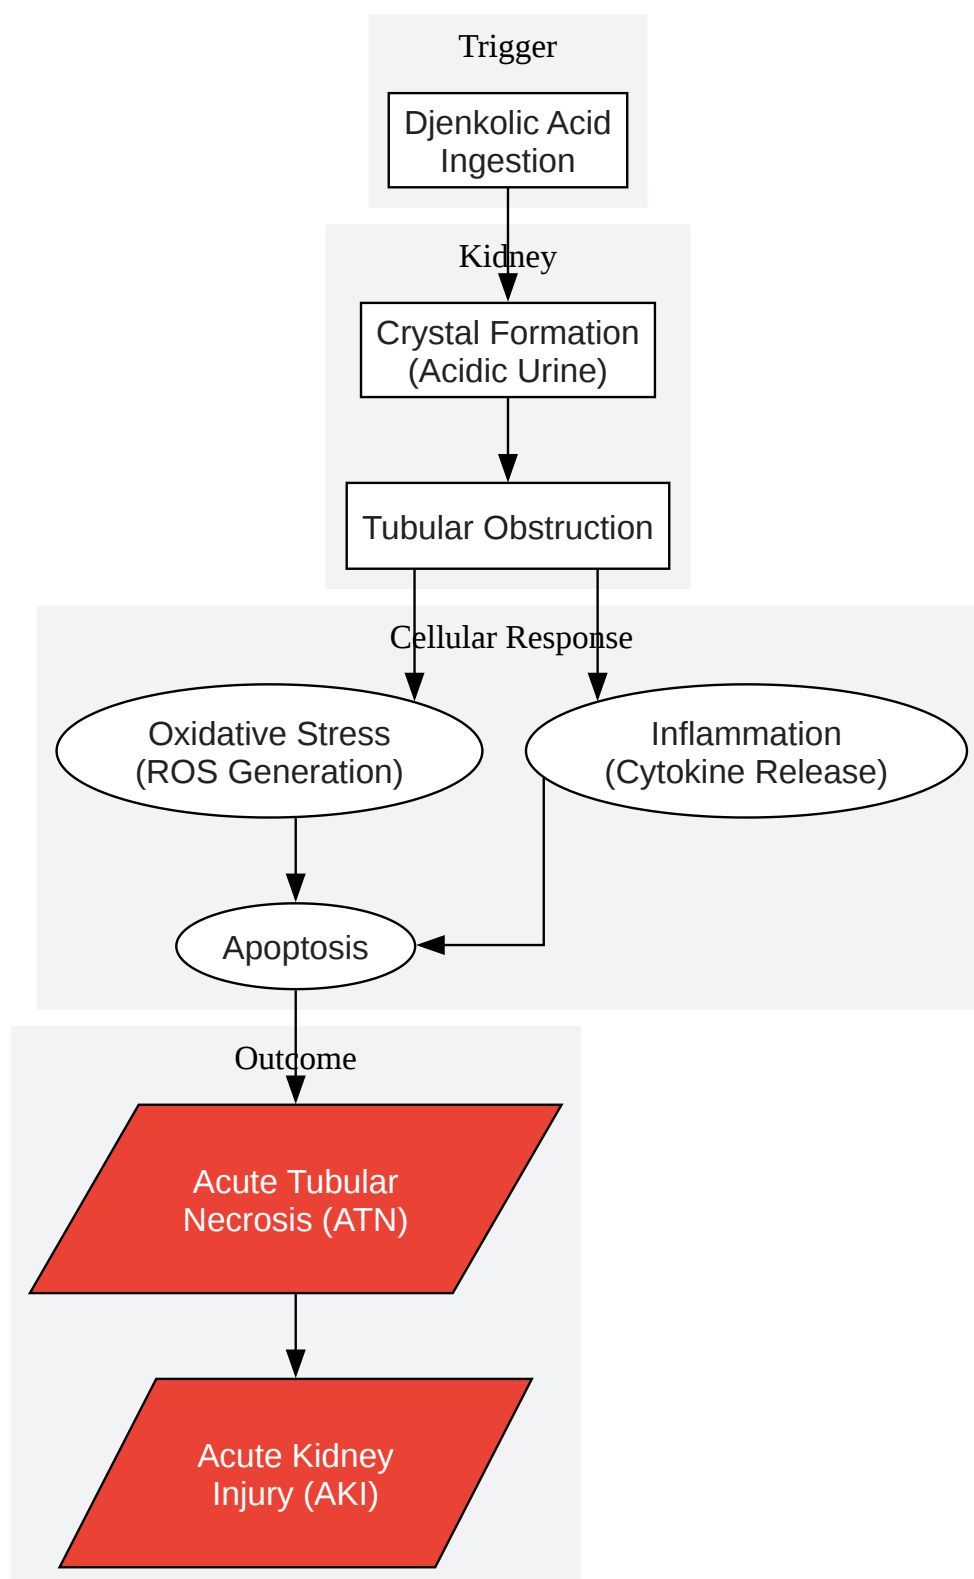 Trigger
Djenkolic Acid
Ingestion
Kidney
Crystal Formation
(Acidic Urine)
Tubular Obstruction
Cellular Response
Oxidative Stress
(ROS Generation)
Inflammation
(Cytokine Release)
Apoptosis
Outcome
Acute Tubular
Necrosis (ATN)
Acute Kidney
Injury (AKI)